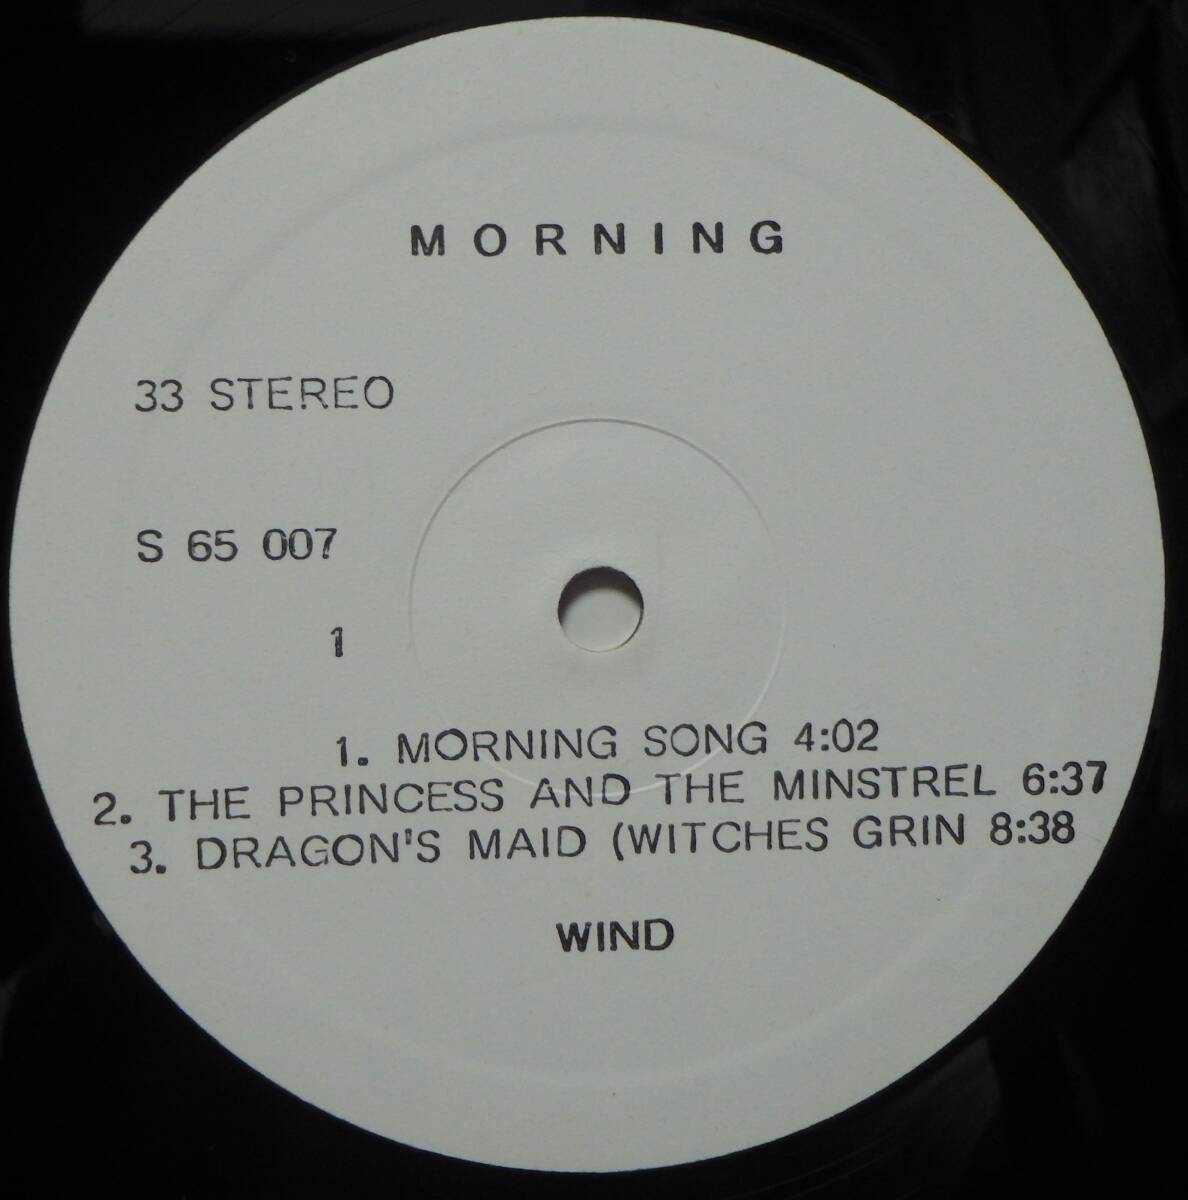 MORNING
33 STEREO
S 65 007
1
1. MORNING SONG 4:02
2. THE PRINCESS AND THE MINSTREL 6:37
3. DRAGON'S MAID (WITCHES GRIN 8:38
WIND